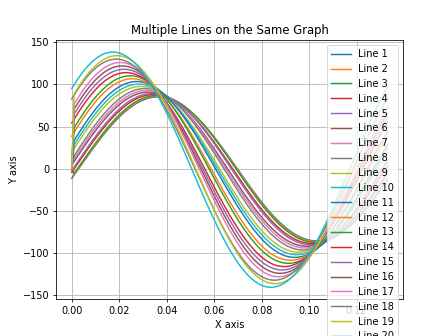 Multiple Lines on the Same Graph
150
100
50
0
−50
−100
−150
Y axis
0.00
0.02
0.04
0.06
0.08
0.10
X axis
Line 1
Line 2
Line 3
Line 4
Line 5
Line 6
Line 7
Line 8
Line 9
Line 10
Line 11
Line 12
Line 13
Line 14
Line 15
Line 16
Line 17
Line 18
Line 19
Line 20